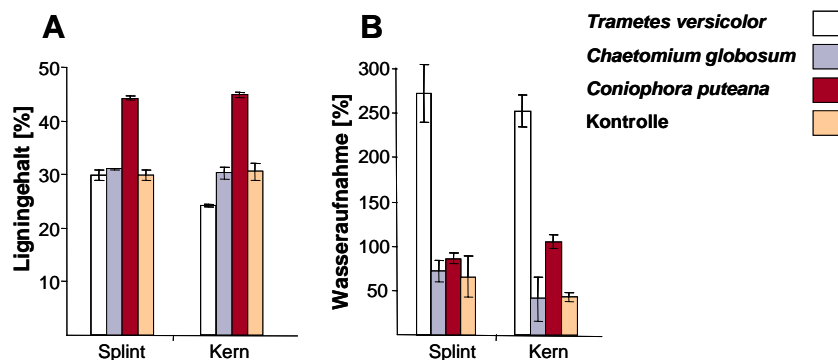 A
Ligningehalt [%]
50
40
30
20
10
Splint Kern
B
Wasseraufnahme [%]
300
250
200
150
100
50
Splint Kern
Trametes versicolor
Chaetomium globosum
Coniophora puteana
Kontrolle